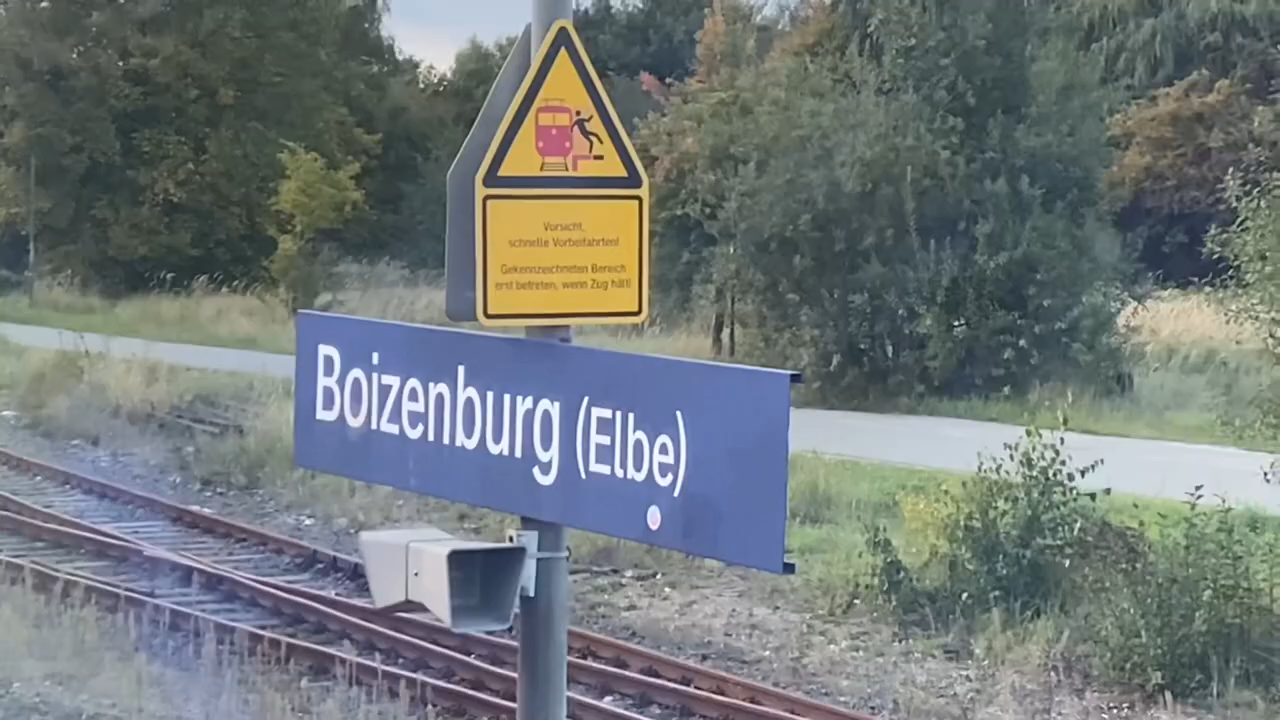 Vorsicht,
schnelle Vorbeifahrten!
Gekennzeichneten Bereich
erst betreten, wenn Zug hält!
Boizenburg (Elbe)